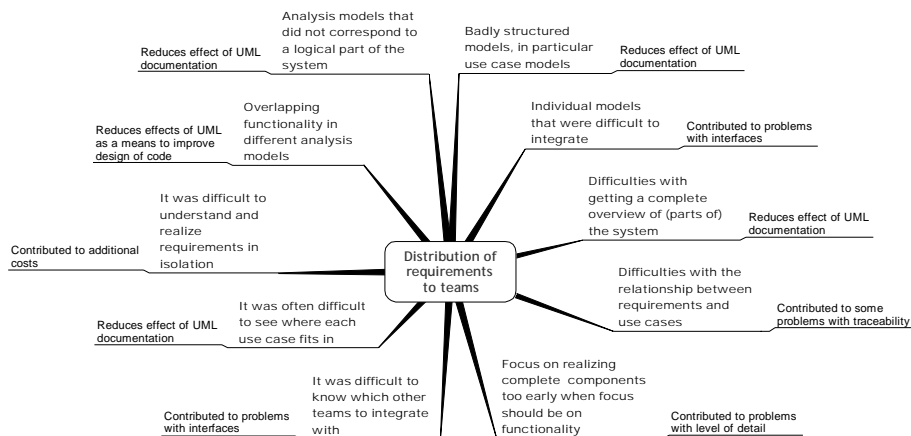 Analysis models that
did not correspond to
a logical part of the
system
Reduces effect of UML
documentation
Badly structured
models, in particular
use case models
Reduces effect of UML
documentation
Overlapping
functionality in
different analysis
models
Reduces effects of UML
as a means to improve
design of code
Individual models
that were difficult to
integrate
Contributed to problems
with interfaces
It was difficult to
understand and
realize
requirements in
isolation
Contributed to additional
costs
Difficulties with
getting a complete
overview of (parts of)
the system
Reduces effect of UML
documentation
Distribution of
requirements
to teams
Difficulties with the
relationship between
requirements and
use cases
Contributed to some
problems with traceability
It was often difficult
to see where each
use case fits in
Reduces effect of UML
documentation
It was difficult to
know which other
teams to integrate
with
Contributed to problems
with interfaces
Focus on realizing
complete components
too early when focus
should be on
functionality
Contributed to problems
with level of detail